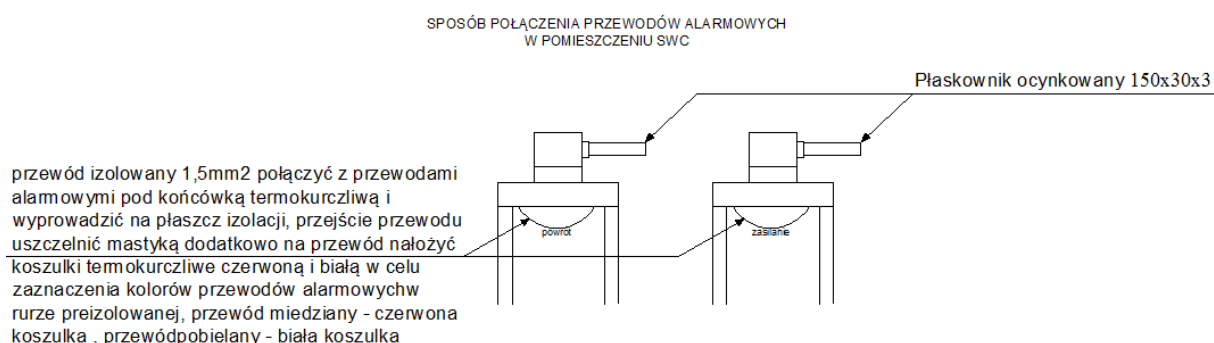 SPOSÓB POŁĄCZENIA PRZEWODÓW ALARMOWYCH
W POMIESZCZENIU SWC
Płaskownik ocynkowany 150x30x3
przewód izolowany 1,5mm2 połączyć z przewodami
alarmowymi pod końcówką termokurczliwą i
wyprowadzić na płaszcz izolacji, przejście przewodu
uszczelnić mastyką dodatkowo na przewód nałożyć
koszulki termokurczliwe czerwoną i białą w celu
zaznaczenia kolorów przewodów alarmowychw
rurze preizolowanej, przewód miedziany - czerwona
koszulka , przewódpobielany - biała koszulka
powrót
zasilanie